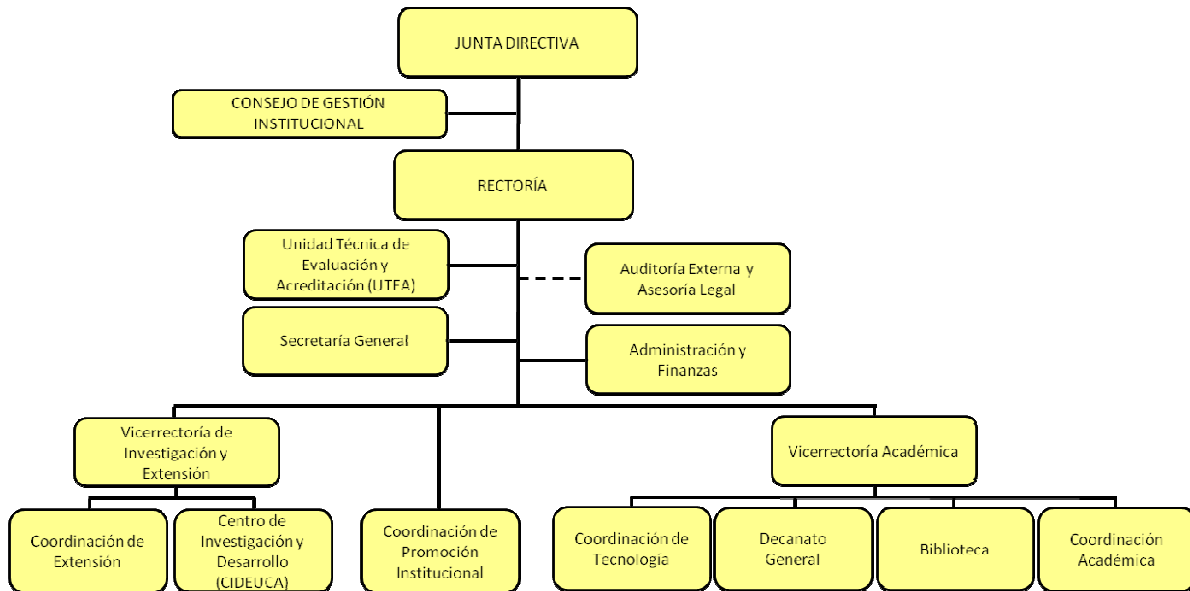 JUNTA DIRECTIVA
CONSEJO DE GESTIÓN
INSTITUCIONAL
RECTORÍA
Unidad Técnica de
Evaluación y
Acreditación (UTEA)
Auditoría Externa y
Asesoría Legal
Secretaría General
Administración y
Finanzas
Vicerrectoría de
Investigación y
Extensión
Vicerrectoría Académica
Coordinación de
Extensión
Centro de
Investigación y
Desarrollo
(CIDEUCA)
Coordinación de
Promoción
Institucional
Coordinación de
Tecnología
Decanato
General
Biblioteca
Coordinación
Académica